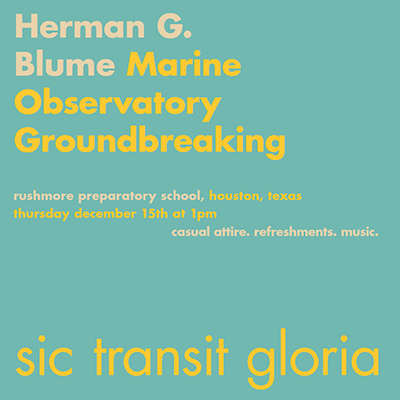 Herman G.
Blume Marine
Observatory
Groundbreaking
rushmore preparatory school, houston, texas
thursday december 15th at 1pm
casual attire. refreshments. music.
sic transit gloria